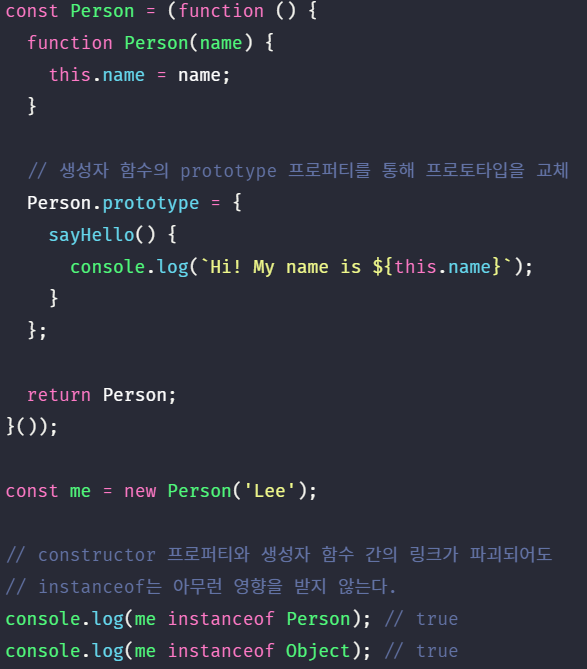 const Person = (function () {
  function Person(name) {
    this.name = name;
  }

  // 생성자 함수의 prototype 프로퍼티를 통해 프로토타입을 교체
  Person.prototype = {
    sayHello() {
      console.log(`Hi! My name is ${this.name}`);
    }
  };

  return Person;
}());

const me = new Person('Lee');

// constructor 프로퍼티와 생성자 함수 간의 링크가 파괴되어도
// instanceof는 아무런 영향을 받지 않는다.
console.log(me instanceof Person); // true
console.log(me instanceof Object); // true